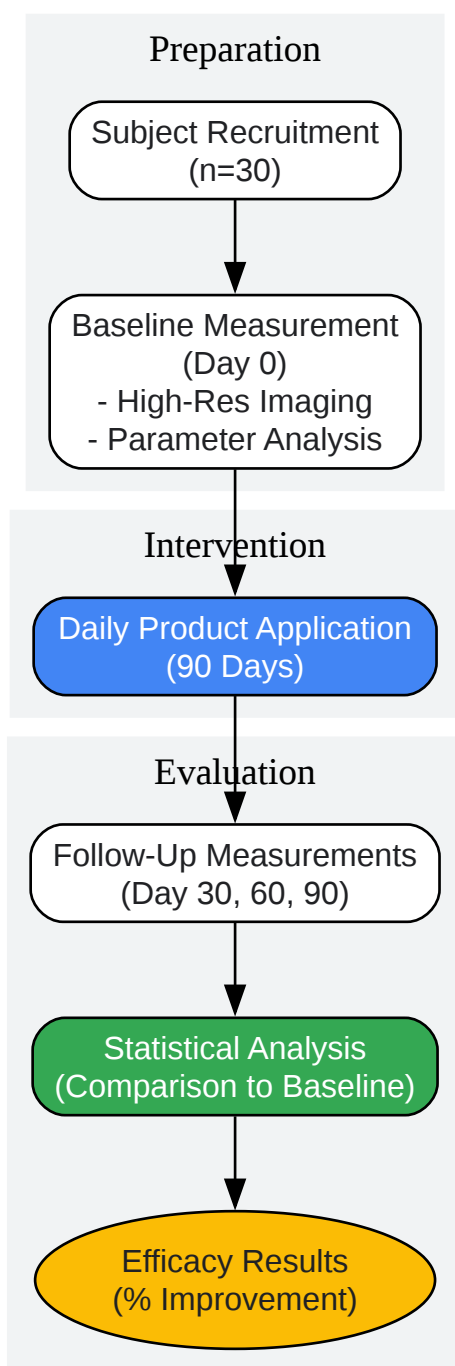 Preparation
Subject Recruitment
(n=30)
Baseline Measurement
(Day 0)
- High-Res Imaging
- Parameter Analysis
Intervention
Daily Product Application
(90 Days)
Evaluation
Follow-Up Measurements
(Day 30, 60, 90)
Statistical Analysis
(Comparison to Baseline)
Efficacy Results
(% Improvement)